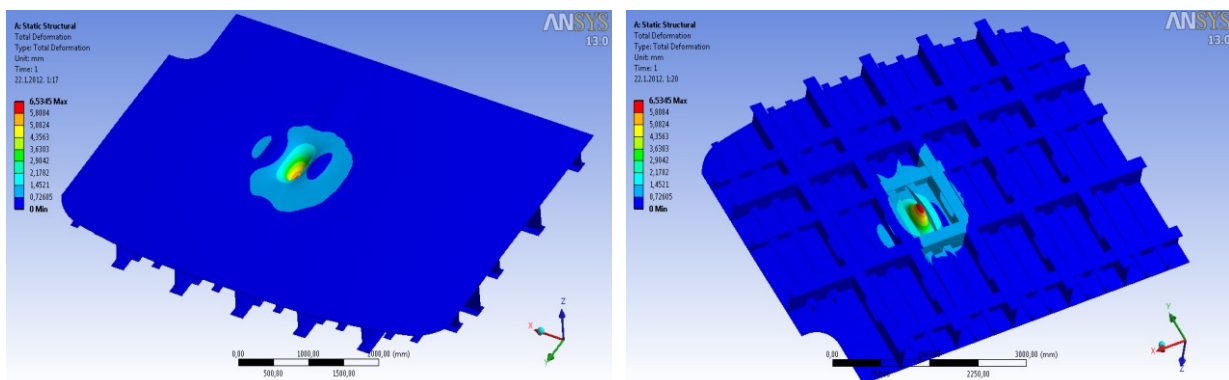 A: Static Structural
Total Deformation
Type: Total Deformation
Unit: mm
Time: 1
22.1.2012. 1:17
6,5345 Max
5,8084
5,0824
4,3563
3,6303
2,9042
2,1782
1,4521
0,72605
0 Min
ANSYS
13.0
X
Y
Z
0,00
1000,00
2000,00 (mm)
500,00
1500,00
A: Static Structural
Total Deformation
Type: Total Deformation
Unit: mm
Time: 1
22.1.2012. 1:20
6,5345 Max
5,8084
5,0824
4,3563
3,6303
2,9042
2,1782
1,4521
0,72605
0 Min
ANSYS
13.0
Y
X
Z
0,00
3000,00 (mm)
2250,00